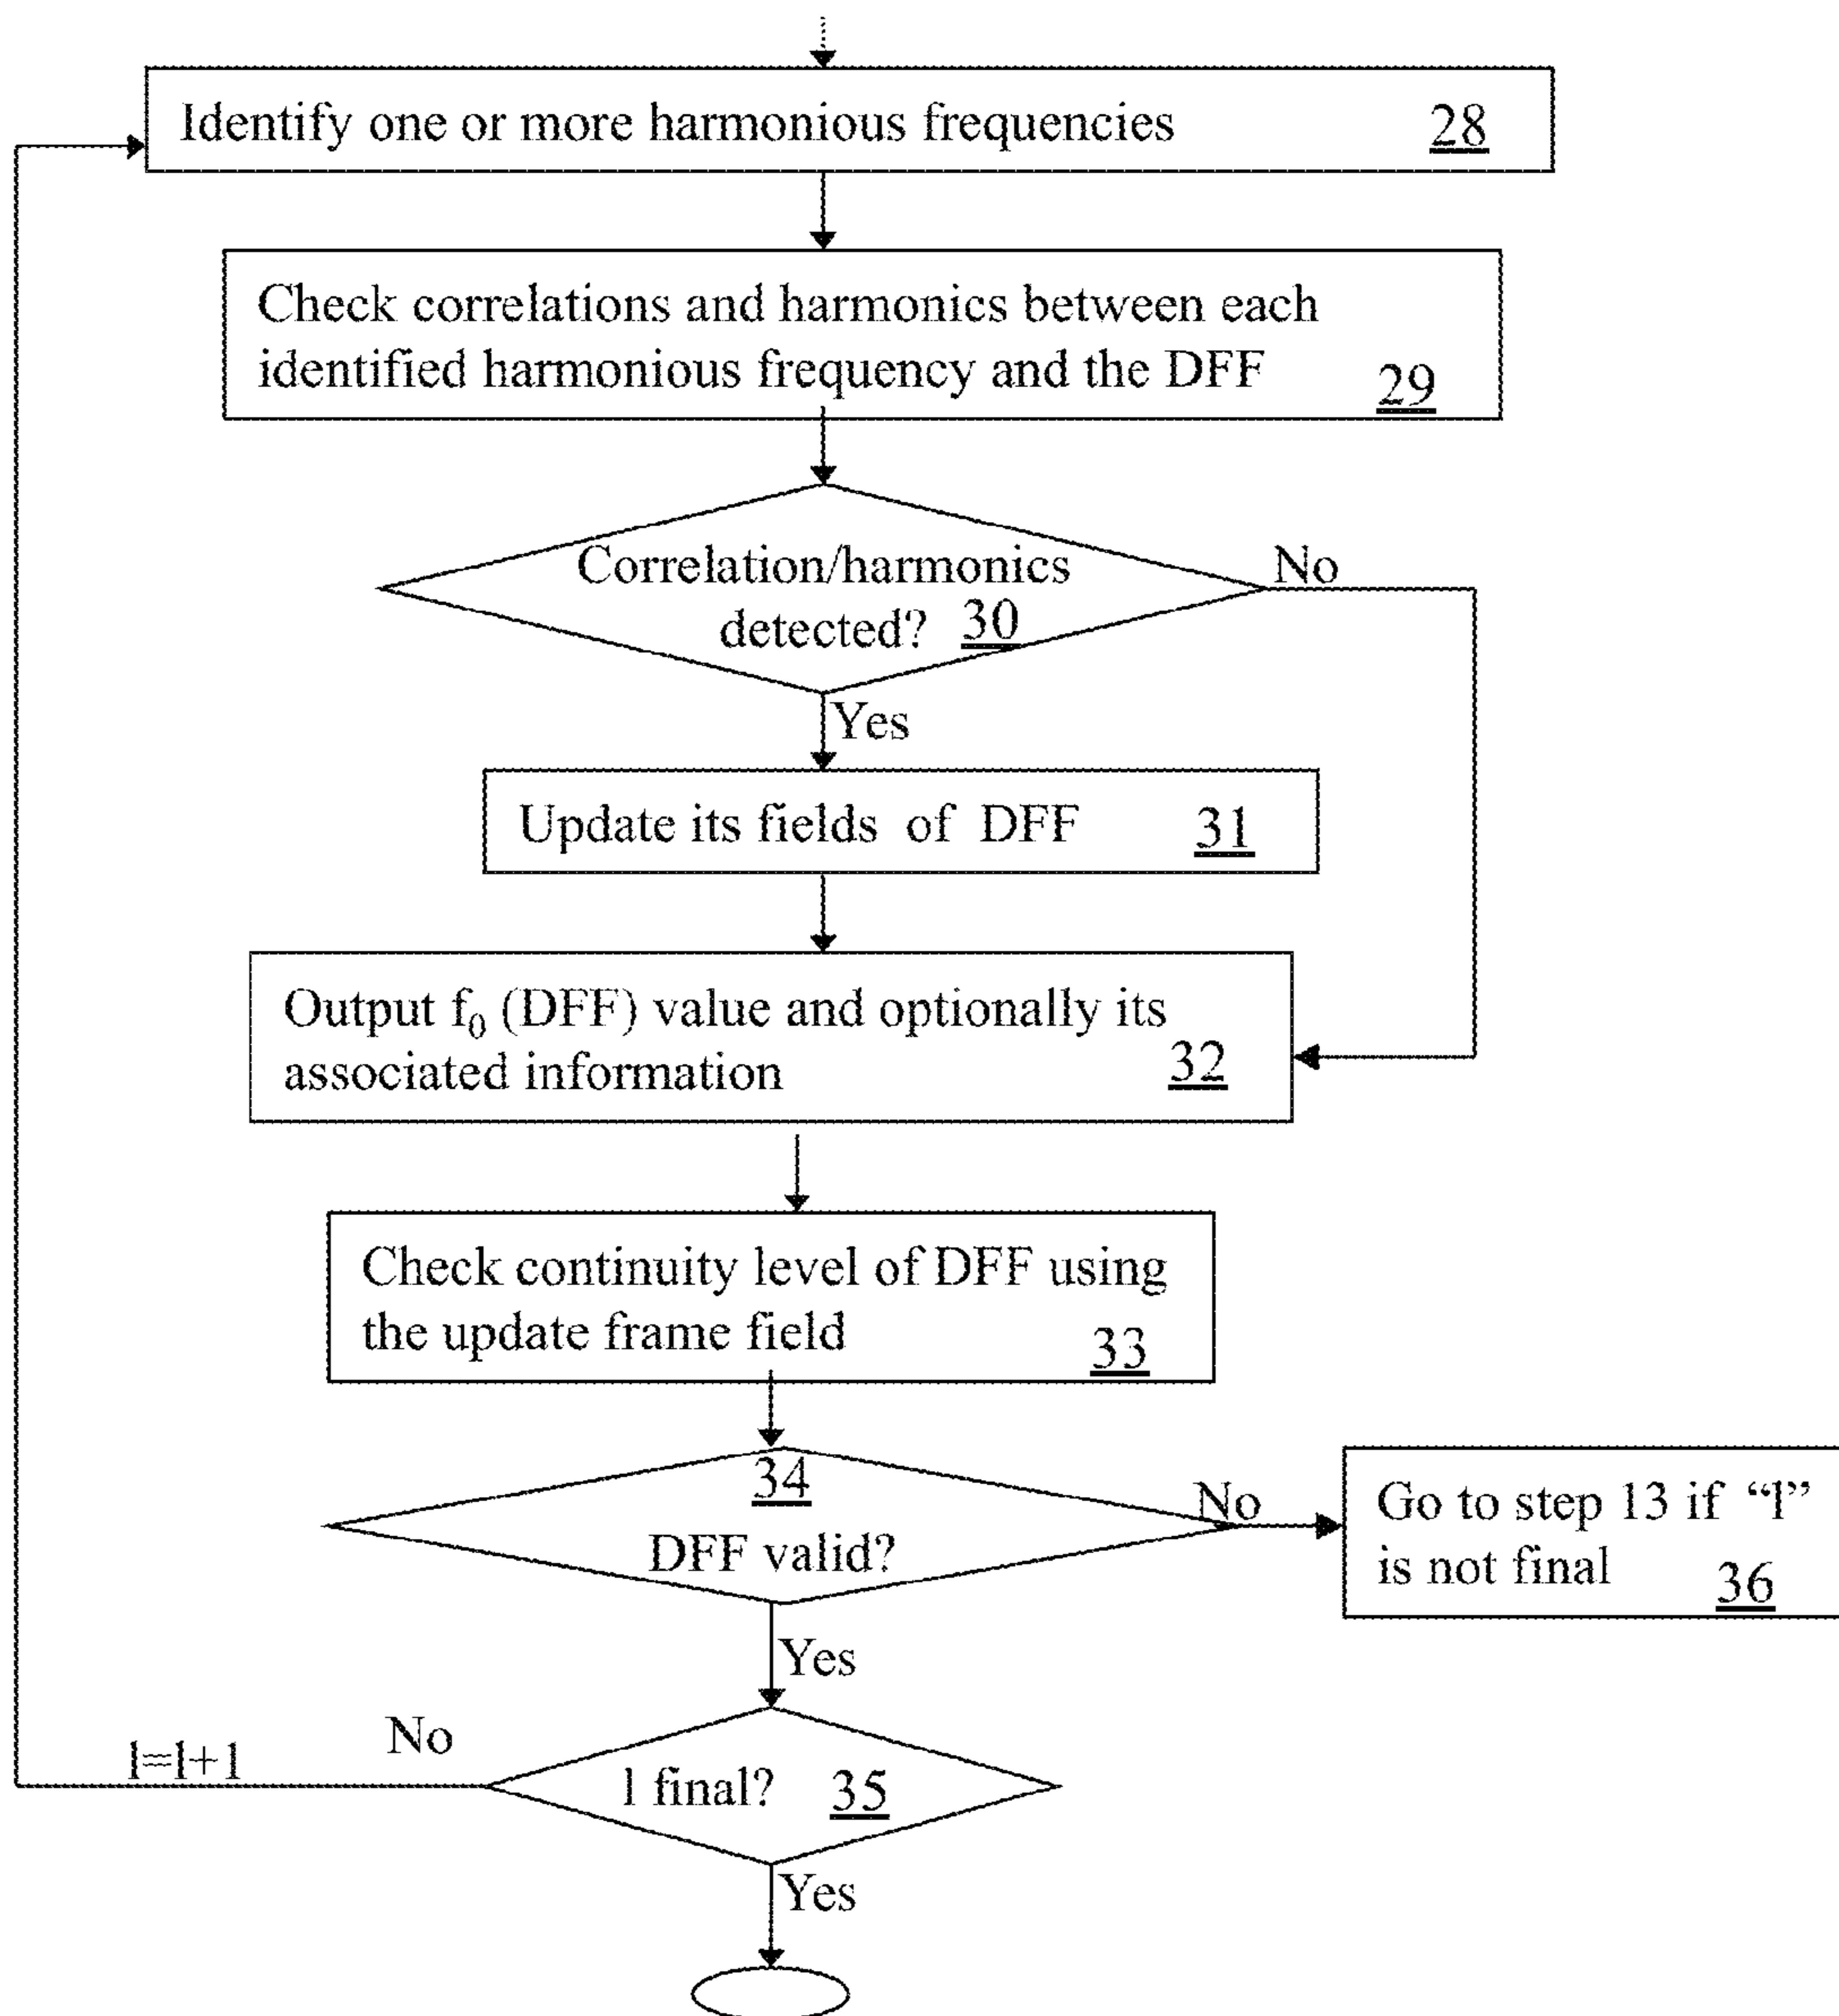 Identify one or more harmonious frequencies 28
Check correlations and harmonics between each
identified harmonious frequency and the DFF 29
Correlation/harmonics
detected? 30
No
Yes
Update its fields of DFF 31
Output f₀ (DFF) value and optionally its
associated information 32
Check continuity level of DFF using
the update frame field 33
34
DFF valid?
No
Go to step 13 if “l”
is not final 36
Yes
l final? 35
No
l=l+1
Yes